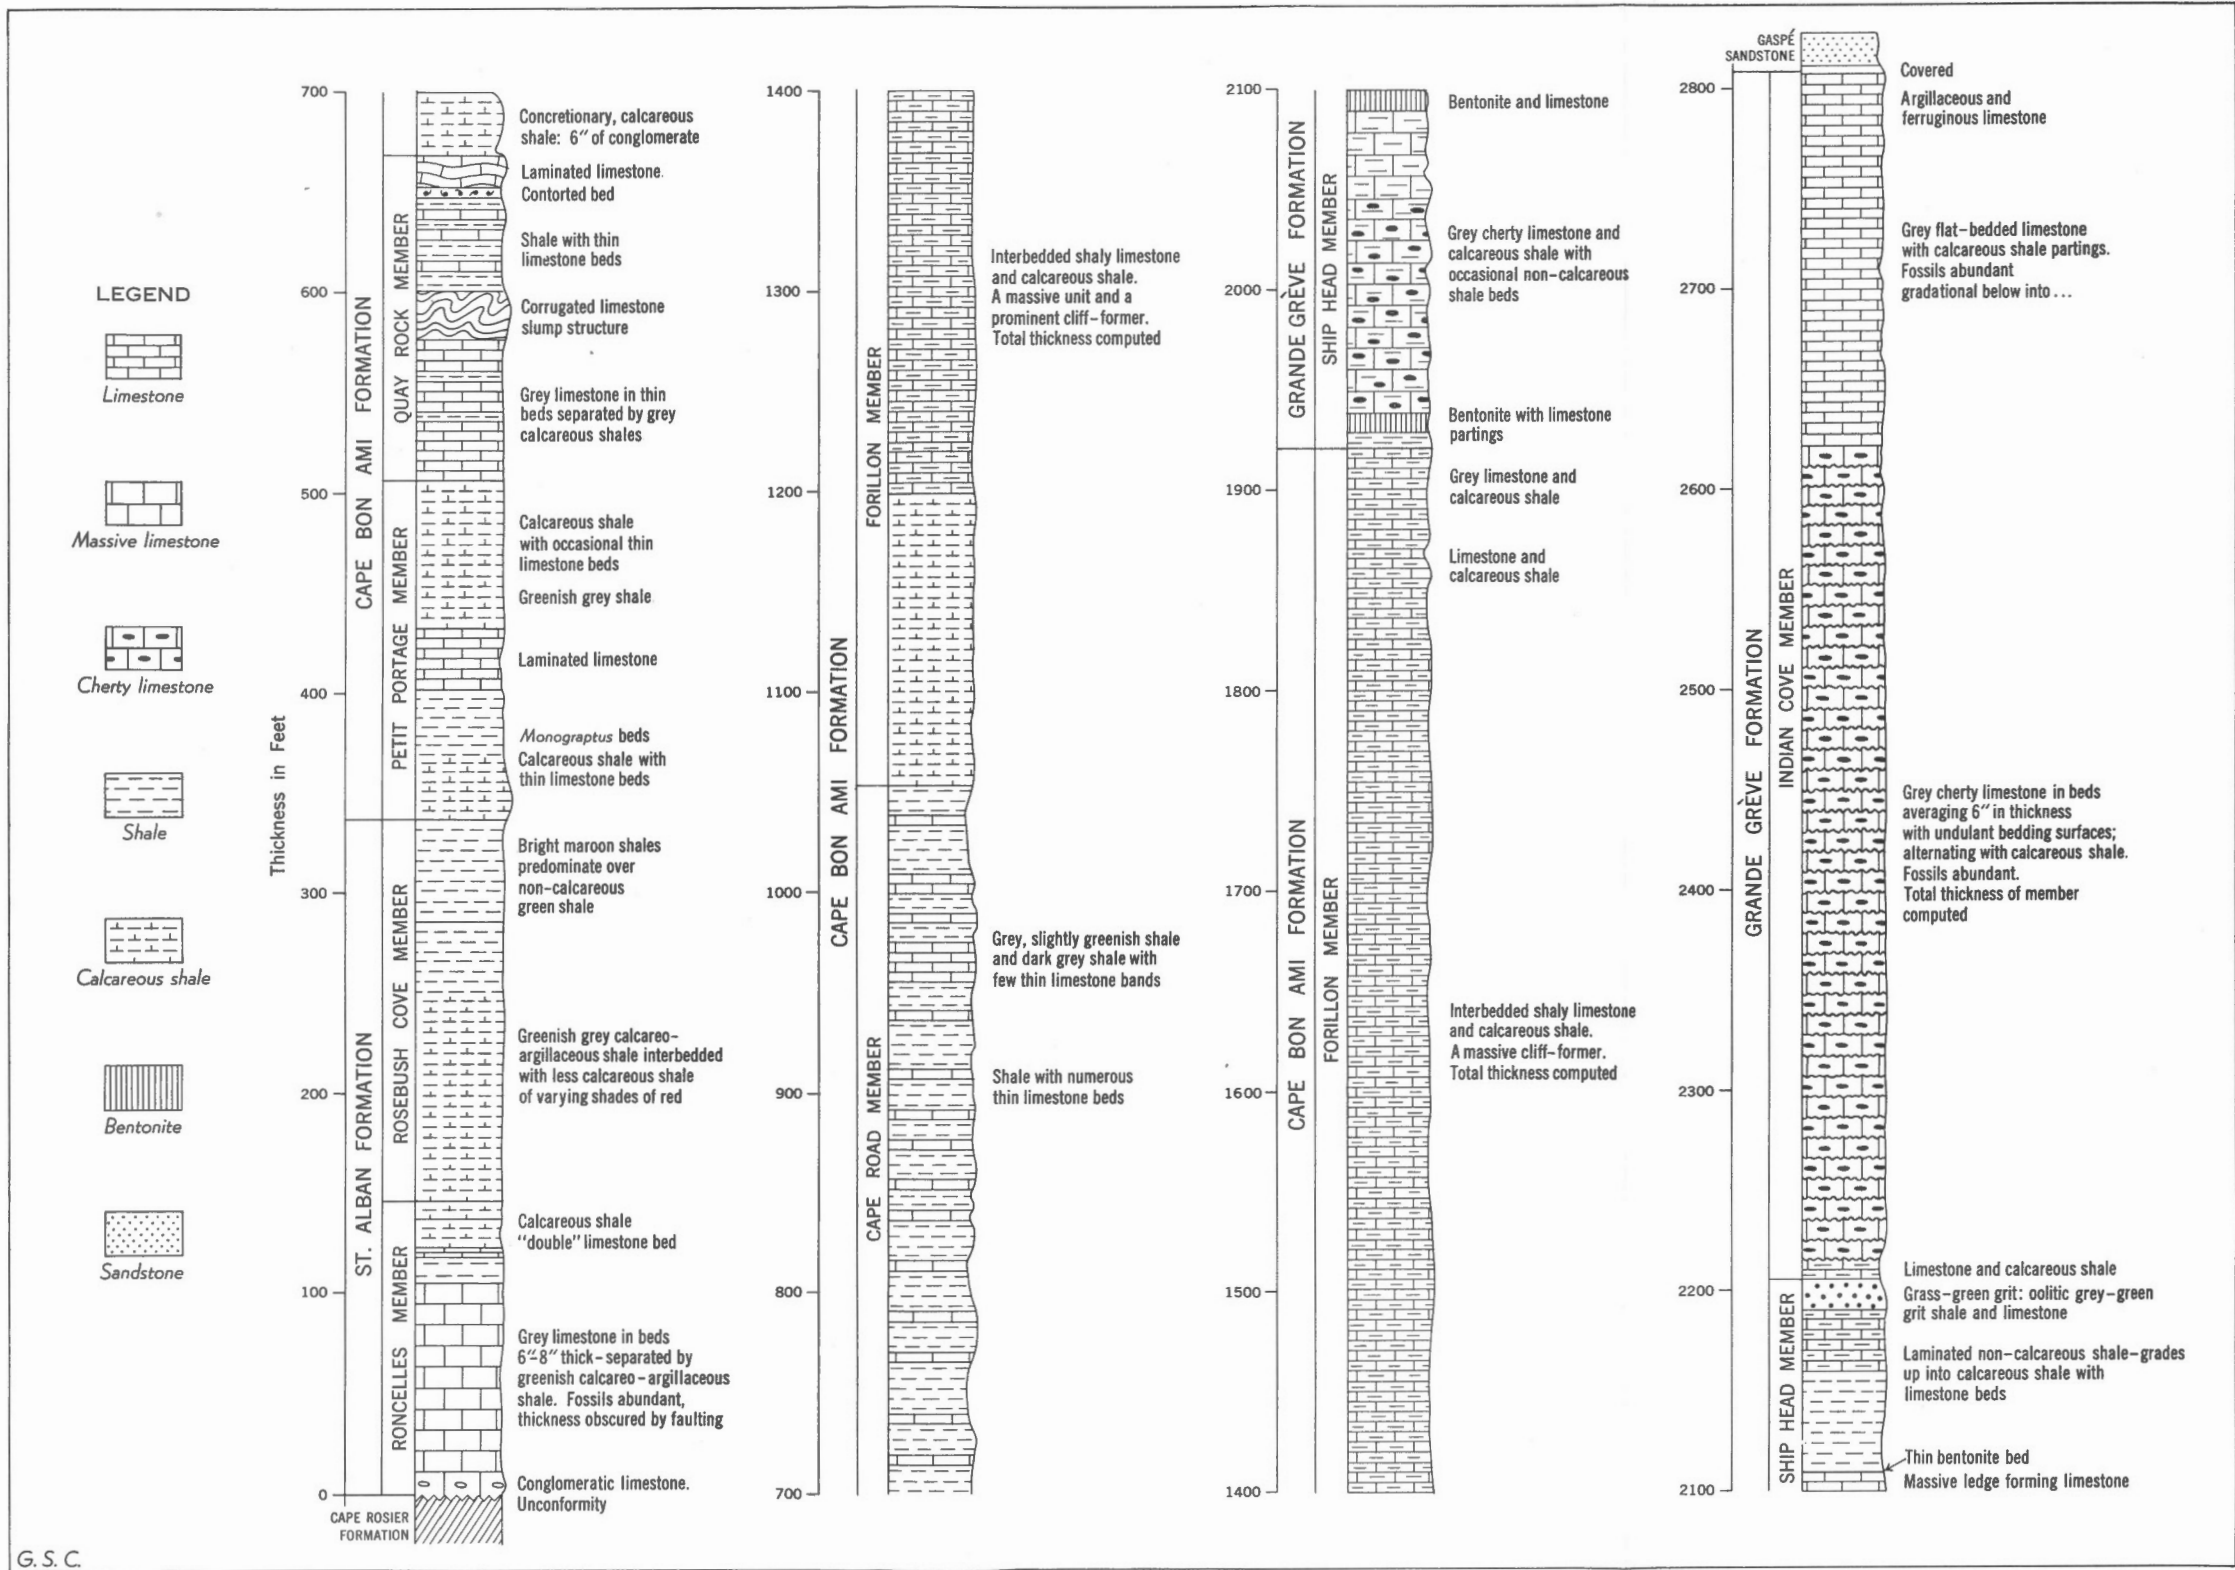 LEGEND
Limestone
Massive limestone
Cherty limestone
Shale
Calcareous shale
Bentonite
Sandstone
G. S. C.
Thickness in Feet
700
600
500
400
300
200
100
0
CAPE BON AMI FORMATION
ST. ALBAN FORMATION
CAPE ROSIER
FORMATION
QUAY ROCK MEMBER
PETIT PORTAGE MEMBER
ROSEBUSH COVE MEMBER
RONCELLES MEMBER
Concretionary, calcareous
shale: 6" of conglomerate
Laminated limestone.
Contorted bed
Shale with thin
limestone beds
Corrugated limestone
slump structure
Grey limestone in thin
beds separated by grey
calcareous shales
Calcareous shale
with occasional thin
limestone beds
Greenish grey shale
Laminated limestone
Monograptus beds
Calcareous shale with
thin limestone beds
Bright maroon shales
predominate over
non-calcareous
green shale
Greenish grey calcareo-
argillaceous shale interbedded
with less calcareous shale
of varying shades of red
Calcareous shale
"double" limestone bed
Grey limestone in beds
6"-8" thick-separated by
greenish calcareo-argillaceous
shale. Fossils abundant,
thickness obscured by faulting
Conglomeratic limestone.
Unconformity
1400
1300
1200
1100
1000
900
800
700
CAPE BON AMI FORMATION
FORILLON MEMBER
CAPE ROAD MEMBER
Interbedded shaly limestone
and calcareous shale.
A massive unit and a
prominent cliff-former.
Total thickness computed
Grey, slightly greenish shale
and dark grey shale with
few thin limestone bands
Shale with numerous
thin limestone beds
2100
2000
1900
1800
1700
1600
1500
1400
GRANDE GRÈVE FORMATION
SHIP HEAD MEMBER
CAPE BON AMI FORMATION
FORILLON MEMBER
Bentonite and limestone
Grey cherty limestone and
calcareous shale with
occasional non-calcareous
shale beds
Bentonite with limestone
partings
Grey limestone and
calcareous shale
Limestone and
calcareous shale
Interbedded shaly limestone
and calcareous shale.
A massive cliff-former.
Total thickness computed
GASPÉ
SANDSTONE
2800
2700
2600
2500
2400
2300
2200
2100
GRANDE GRÈVE FORMATION
INDIAN COVE MEMBER
SHIP HEAD MEMBER
Covered
Argillaceous and
ferruginous limestone
Grey flat-bedded limestone
with calcareous shale partings.
Fossils abundant
gradational below into...
Grey cherty limestone in beds
averaging 6" in thickness
with undulant bedding surfaces;
alternating with calcareous shale.
Fossils abundant.
Total thickness of member
computed
Limestone and calcareous shale
Grass-green grit: oolitic grey-green
grit shale and limestone
Laminated non-calcareous shale-grades
up into calcareous shale with
limestone beds
Thin bentonite bed
Massive ledge forming limestone